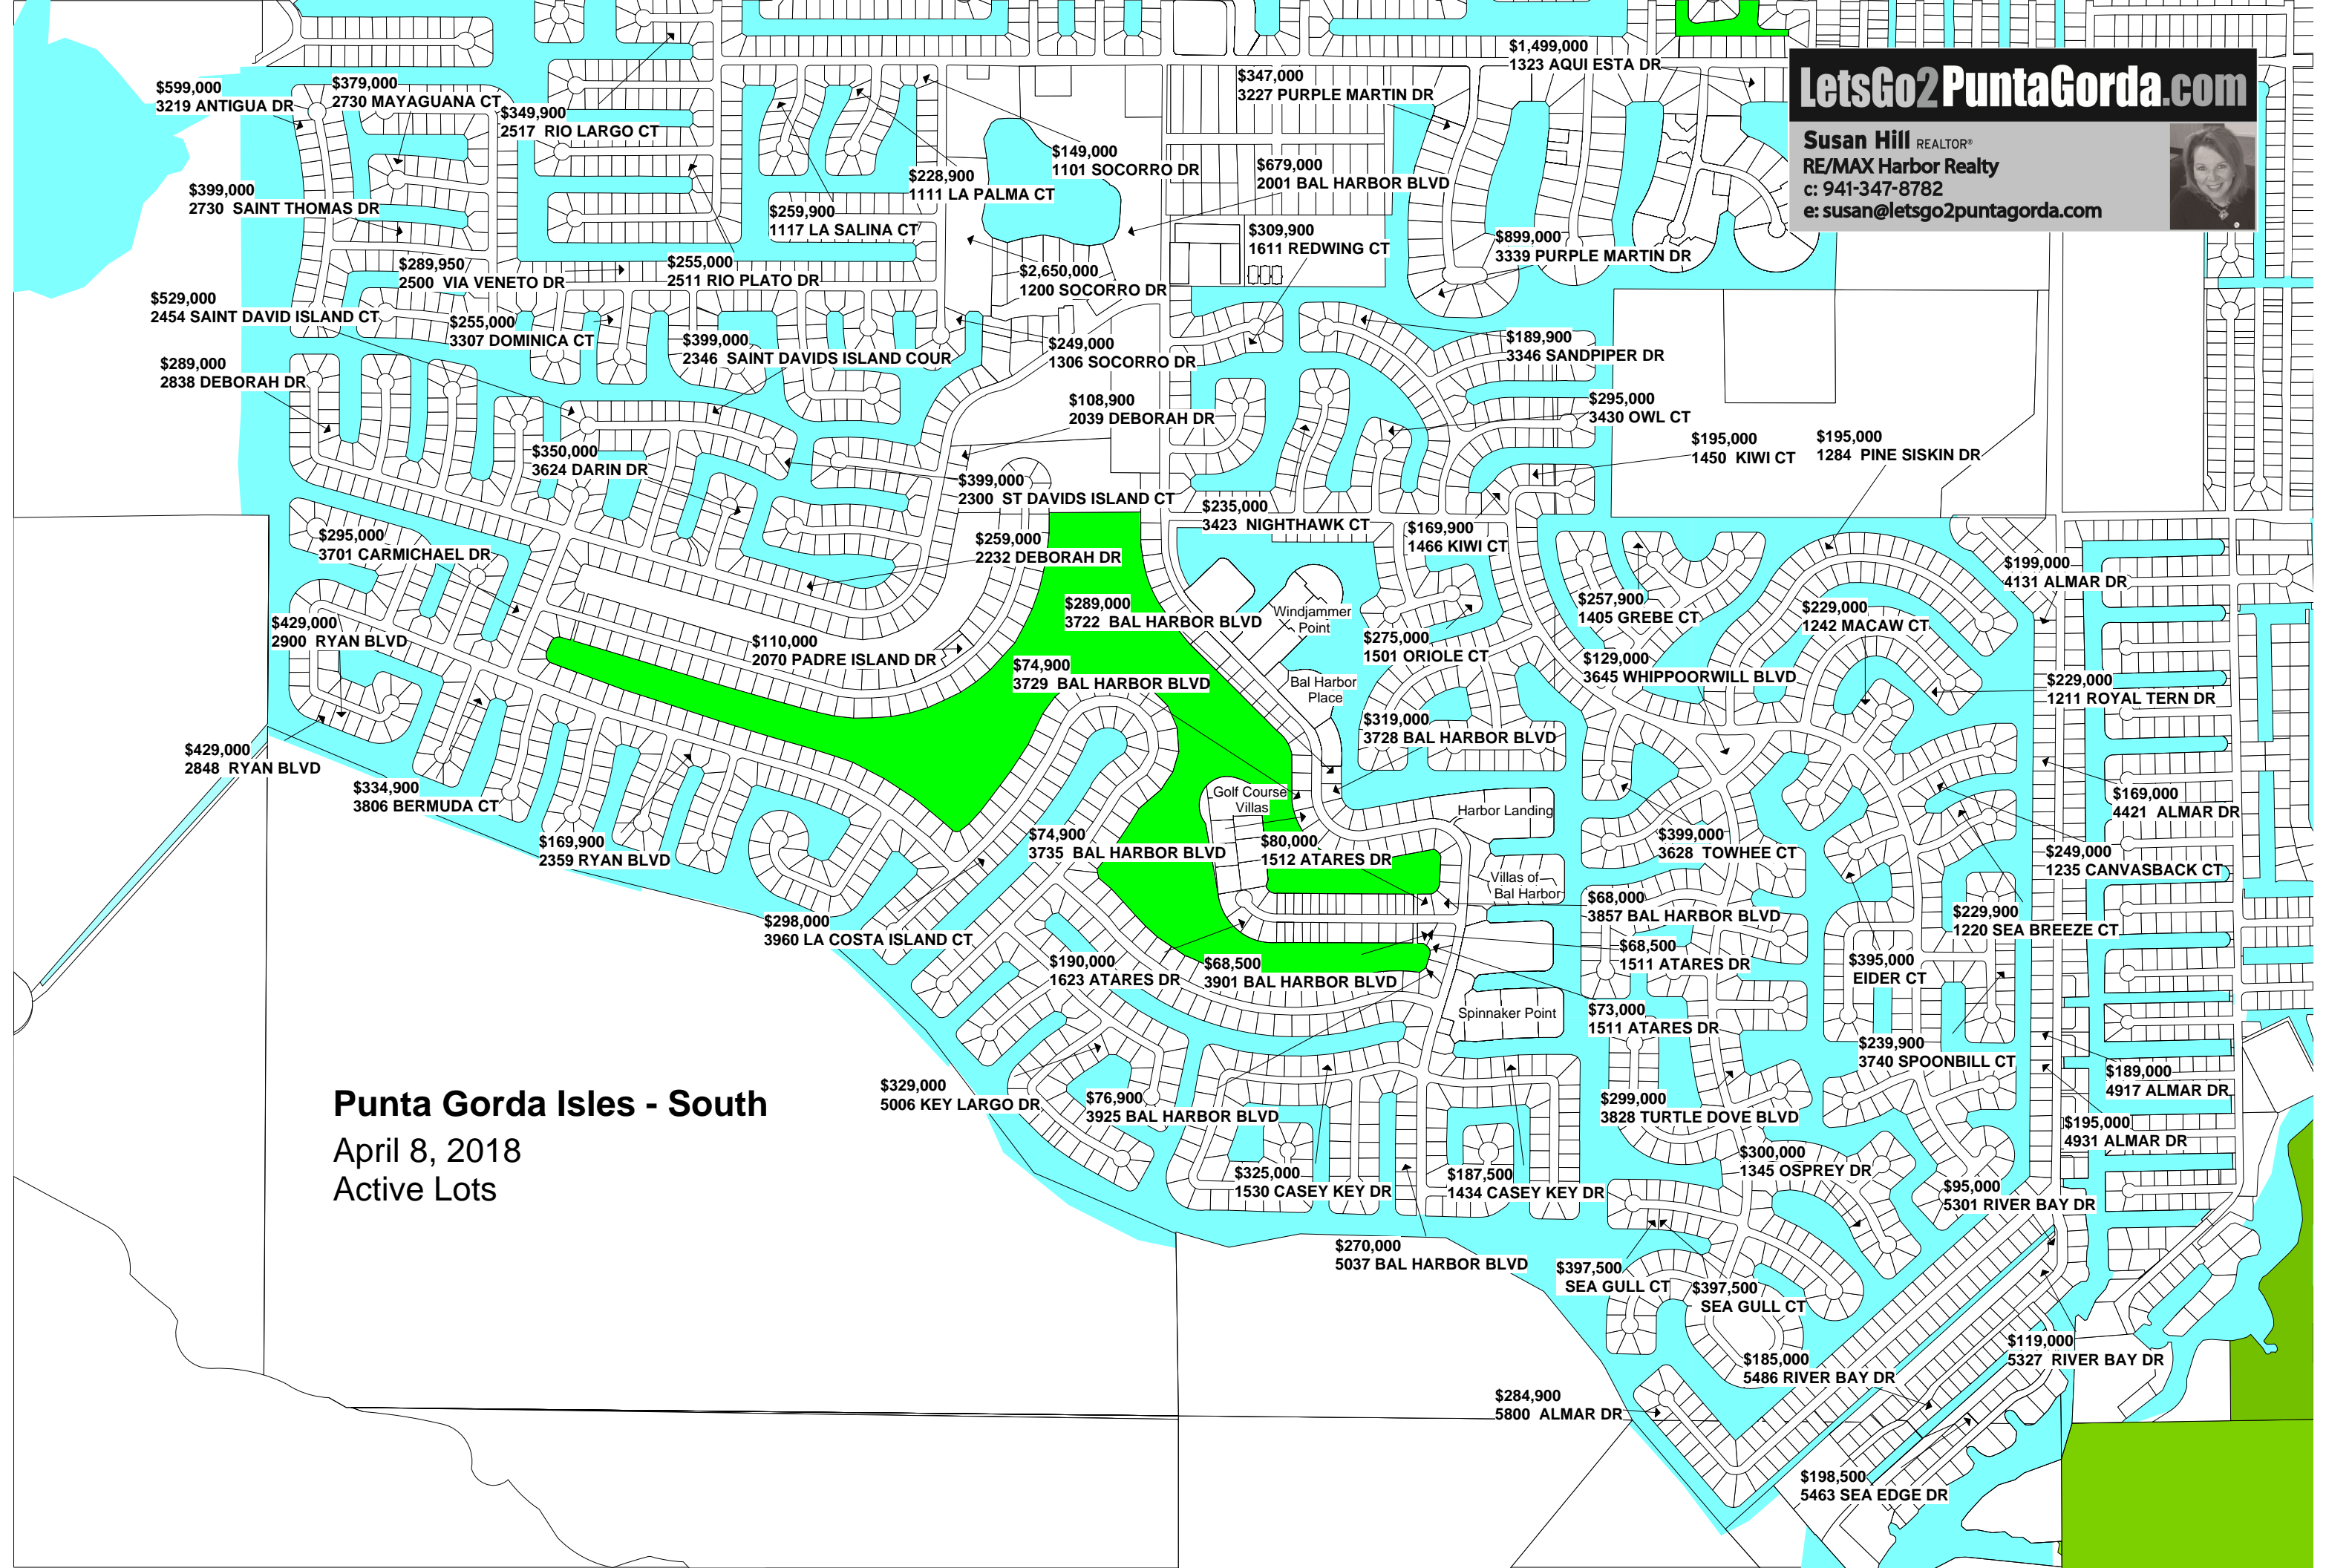 $1,499,000
1323 AQUI ESTA DR
LetsGo2PuntaGorda.com
Susan Hill REALTOR®
RE/MAX Harbor Realty
c: 941-347-8782
e: susan@letsgo2puntagorda.com
$599,000
3219 ANTIGUA DR
$379,000
2730 MAYAGUANA CT
$349,900
2517 RIO LARGO CT
$347,000
3227 PURPLE MARTIN DR
$149,000
1101 SOCORRO DR
$228,900
1111 LA PALMA CT
$679,000
2001 BAL HARBOR BLVD
$399,000
2730 SAINT THOMAS DR
$259,900
1117 LA SALINA CT
$309,900
1611 REDWING CT
$899,000
3339 PURPLE MARTIN DR
$289,950
2500 VIA VENETO DR
$255,000
2511 RIO PLATO DR
$2,650,000
1200 SOCORRO DR
$529,000
2454 SAINT DAVID ISLAND CT
$255,000
3307 DOMINICA CT
$399,000
2346 SAINT DAVIDS ISLAND COUR
$249,000
1306 SOCORRO DR
$189,900
3346 SANDPIPER DR
$289,000
2838 DEBORAH DR
$108,900
2039 DEBORAH DR
$295,000
3430 OWL CT
$195,000
1450 KIWI CT
$195,000
1284 PINE SISKIN DR
$350,000
3624 DARIN DR
$399,000
2300 ST DAVIDS ISLAND CT
$235,000
3423 NIGHTHAWK CT
$169,900
1466 KIWI CT
$295,000
3701 CARMICHAEL DR
$259,000
2232 DEBORAH DR
$199,000
4131 ALMAR DR
$289,000
3722 BAL HARBOR BLVD
Windjammer
Point
$257,900
1405 GREBE CT
$229,000
1242 MACAW CT
$429,000
2900 RYAN BLVD
$110,000
2070 PADRE ISLAND DR
$275,000
1501 ORIOLE CT
$74,900
3729 BAL HARBOR BLVD
$129,000
3645 WHIPPOORWILL BLVD
Bal Harbor
Place
$229,000
1211 ROYAL TERN DR
$319,000
3728 BAL HARBOR BLVD
$429,000
2848 RYAN BLVD
$334,900
3806 BERMUDA CT
Golf Course
Villas
Harbor Landing
$169,000
4421 ALMAR DR
$169,900
2359 RYAN BLVD
$74,900
3735 BAL HARBOR BLVD
$80,000
1512 ATARES DR
$399,000
3628 TOWHEE CT
$249,000
1235 CANVASBACK CT
Villas of
Bal Harbor
$68,000
3857 BAL HARBOR BLVD
$229,900
1220 SEA BREEZE CT
$298,000
3960 LA COSTA ISLAND CT
$68,500
1511 ATARES DR
$190,000
1623 ATARES DR
$68,500
3901 BAL HARBOR BLVD
$395,000
EIDER CT
Spinnaker Point
$73,000
1511 ATARES DR
$239,900
3740 SPOONBILL CT
$189,000
4917 ALMAR DR
$329,000
5006 KEY LARGO DR
$76,900
3925 BAL HARBOR BLVD
$299,000
3828 TURTLE DOVE BLVD
Punta Gorda Isles - South
April 8, 2018
Active Lots
$195,000
4931 ALMAR DR
$300,000
1345 OSPREY DR
$325,000
1530 CASEY KEY DR
$187,500
1434 CASEY KEY DR
$95,000
5301 RIVER BAY DR
$270,000
5037 BAL HARBOR BLVD
$397,500
SEA GULL CT
$397,500
SEA GULL CT
$119,000
5327 RIVER BAY DR
$185,000
5486 RIVER BAY DR
$284,900
5800 ALMAR DR
$198,500
5463 SEA EDGE DR